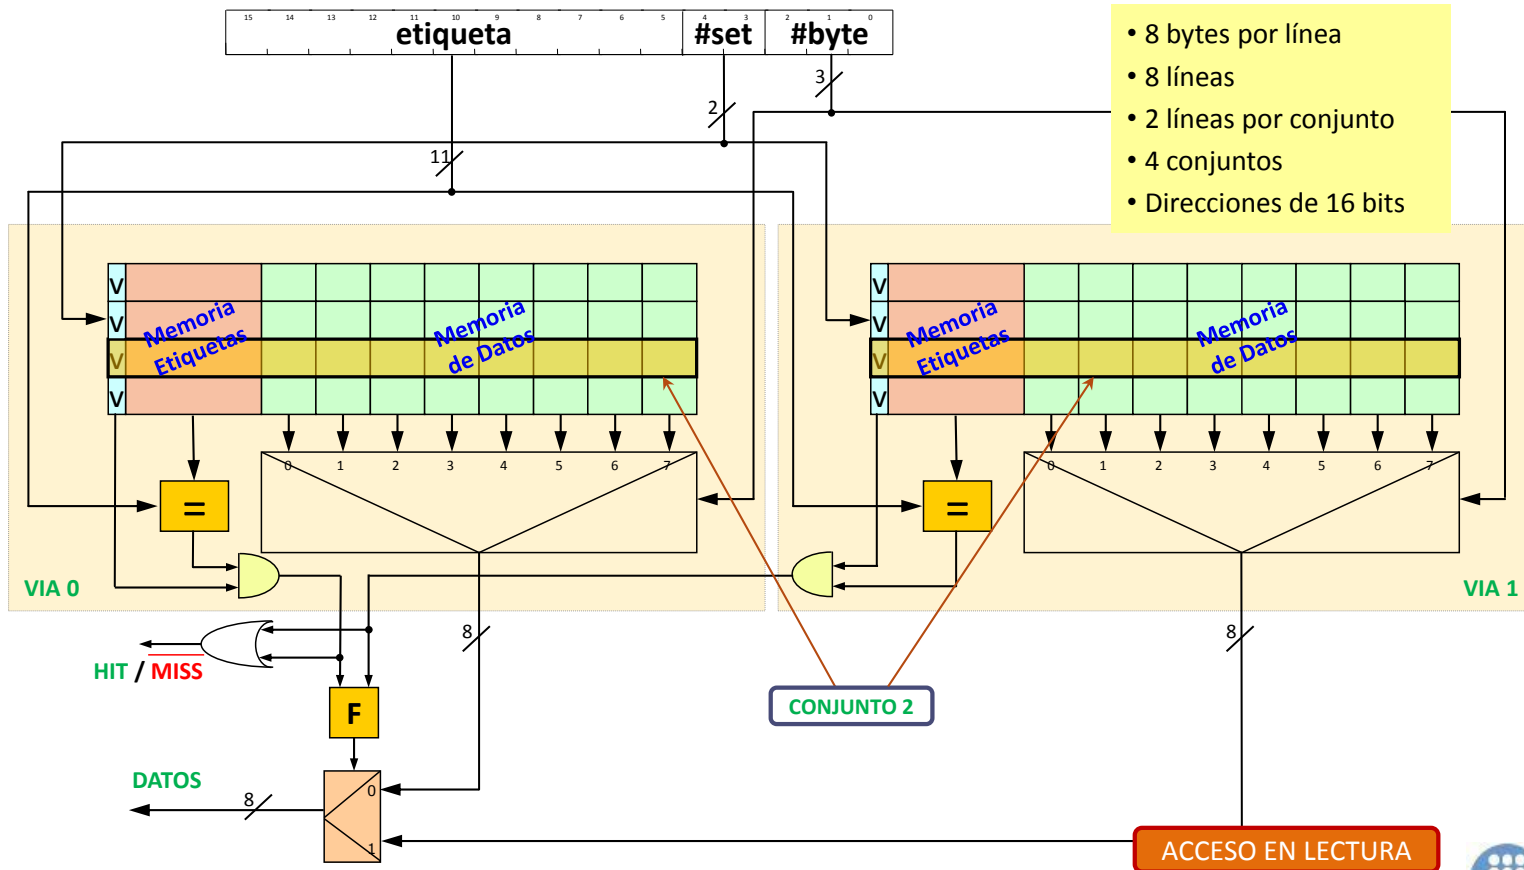 15 14 13 12 11 10 9 8 7 6 5 4 3 2 1 0
etiqueta #set #byte
• 8 bytes por línea
• 8 líneas
• 2 líneas por conjunto
• 4 conjuntos
• Direcciones de 16 bits
3
2
11
V
V
V
V
Memoria
Etiquetas
Memoria
de Datos
V
V
V
V
Memoria
Etiquetas
Memoria
de Datos
0 1 2 3 4 5 6 7
0 1 2 3 4 5 6 7
=
=
VIA 0
VIA 1
8
8
HIT / MISS
F
CONJUNTO 2
DATOS
8
0
1
ACCESO EN LECTURA